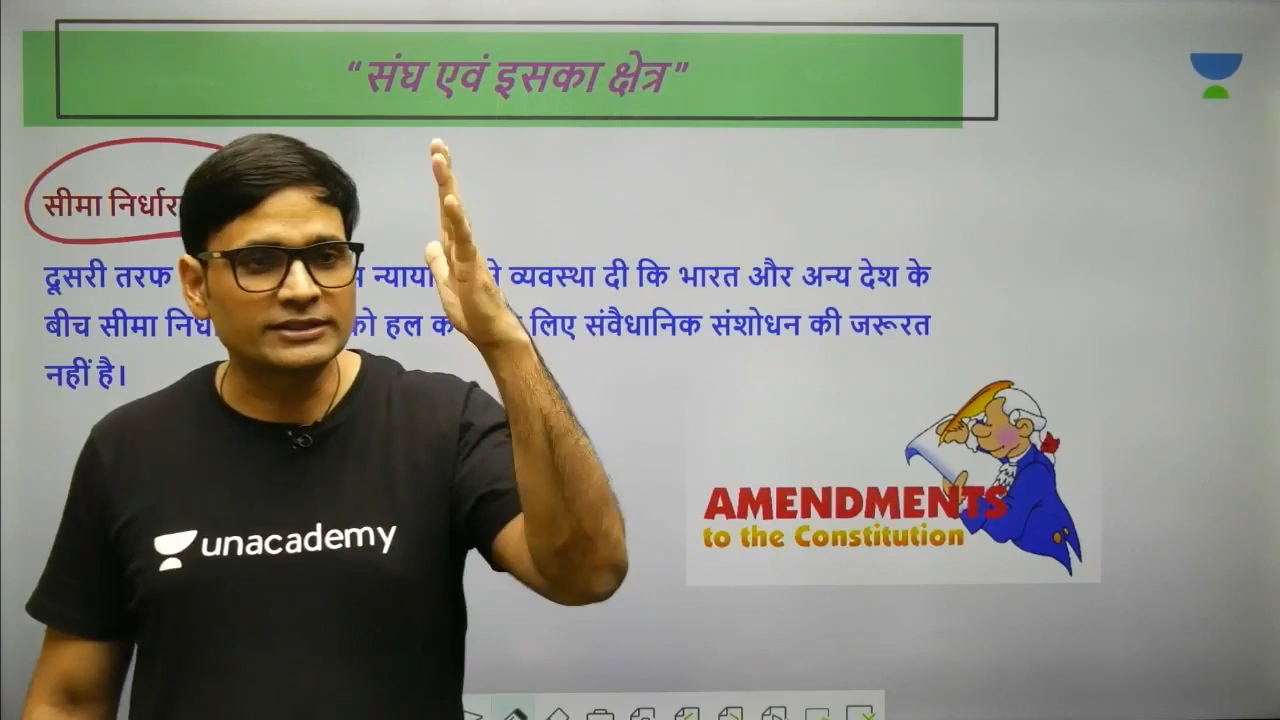 “संघ एवं इसका क्षेत्र”
सीमा निर्धार
दूसरी तरफ न्याया व्यवस्था दी कि भारत और अन्य देश के
बीच सीमा को हल लिए संवैधानिक संशोधन की जरूरत
नहीं है।
AMENDMENTS
to the Constitution
unacademy